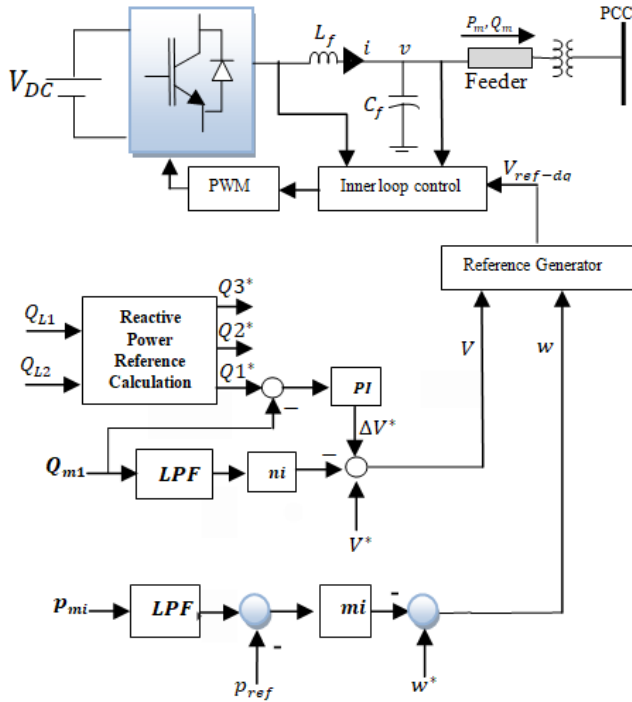 PCC
P_m, Q_m
L_f
i
v
V_DC
C_f
Feeder
PWM
Inner loop control
V_ref-dq
Reference Generator
Q3*
Q_L1
Reactive
Power
Reference
Calculation
Q2*
Q_L2
Q1*
PI
V
w
ΔV*
Q_m1
LPF
ni
V*
p_mi
LPF
mi
p_ref
w*